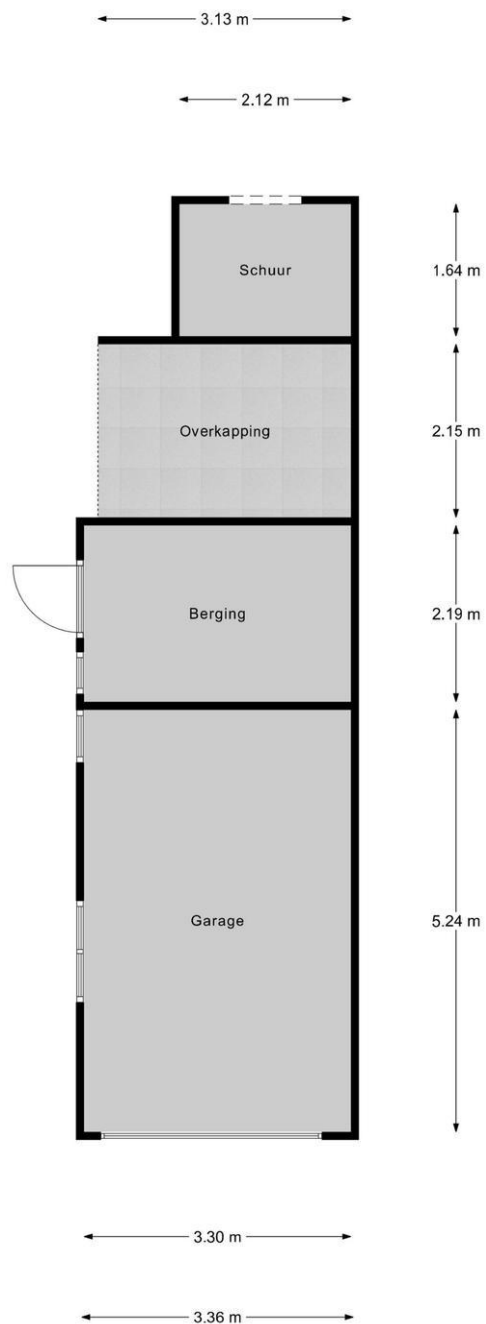 3.13 m
2.12 m
Schuur
1.64 m
Overkapping
2.15 m
Berging
2.19 m
Garage
5.24 m
3.30 m
3.36 m